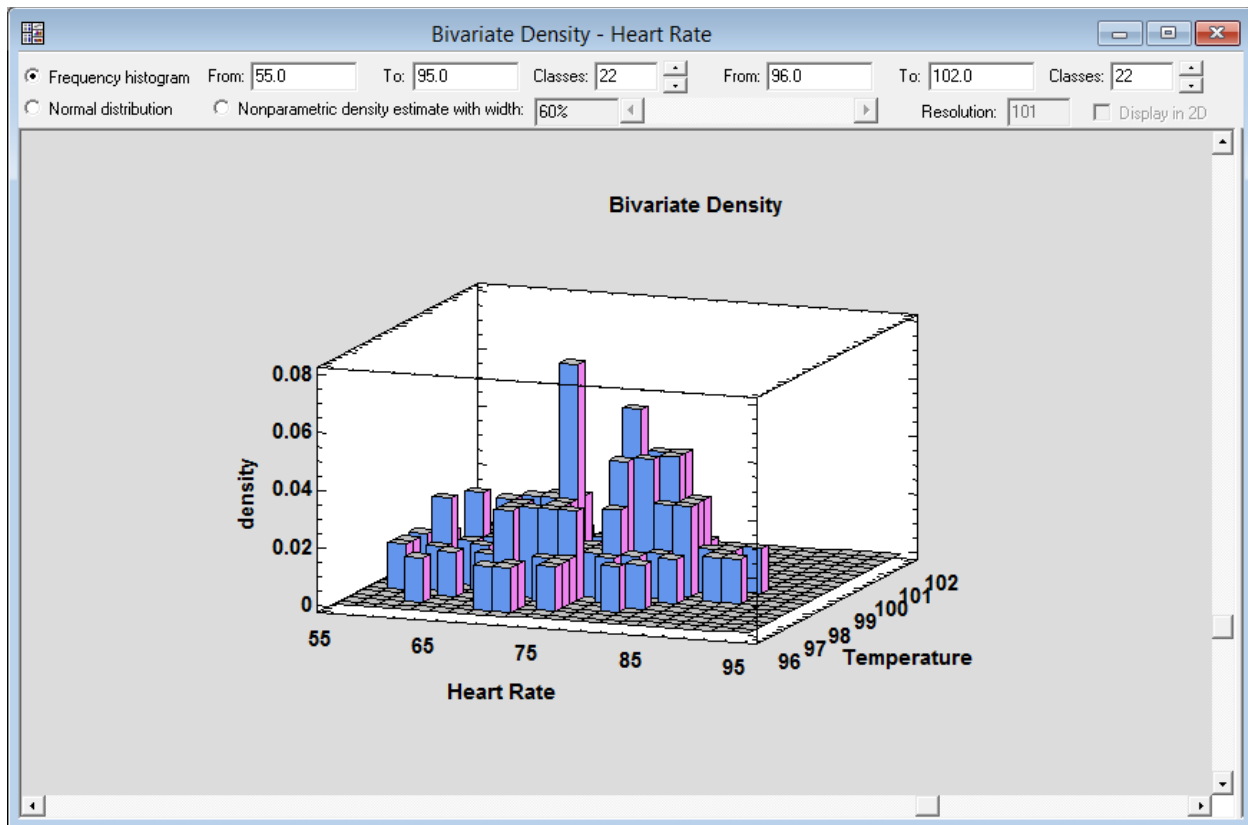 Bivariate Density - Heart Rate
Frequency histogram From: 55.0 To: 95.0 Classes: 22 From: 96.0 To: 102.0 Classes: 22
Normal distribution Nonparametric density estimate with width: 60% Resolution: 101 Display in 2D
Bivariate Density
0.08
0.06
0.04
0.02
0
density
55 65 75 85 95
Heart Rate
96 97 98 99 100 101 102
Temperature